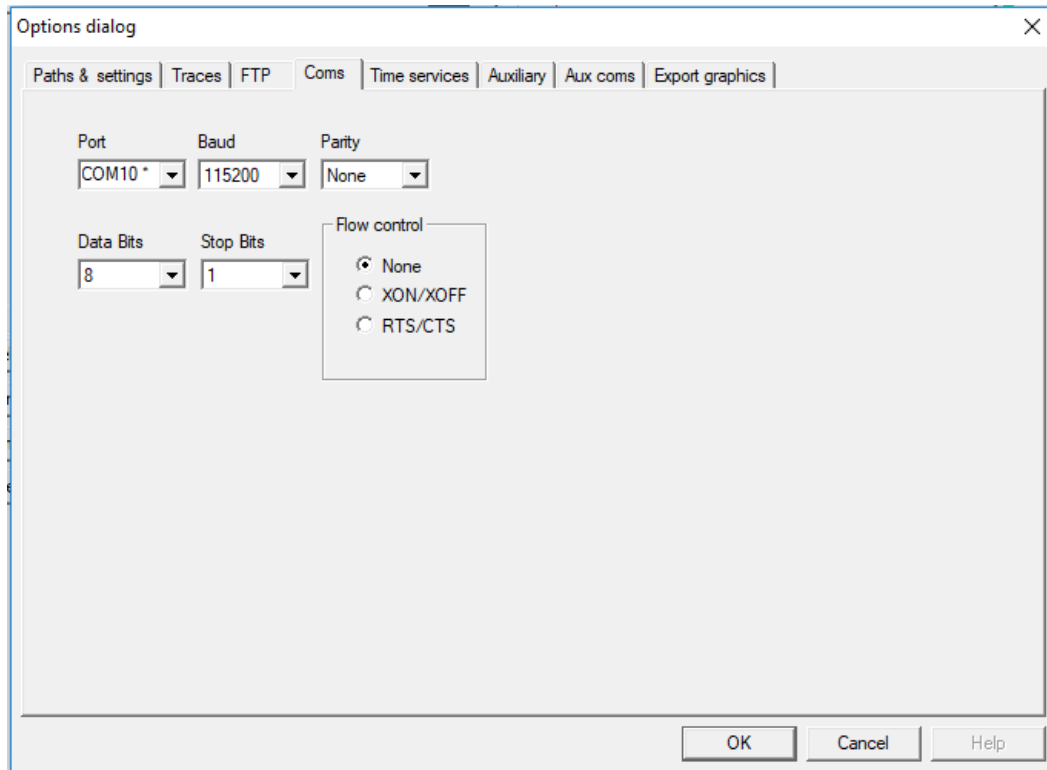 Options dialog
Paths & settings Traces FTP Coms Time services Auxiliary Aux coms Export graphics
Port Baud Parity
COM10 * 115200 None
Data Bits Stop Bits Flow control
8 1 None
XON/XOFF
RTS/CTS
OK Cancel Help